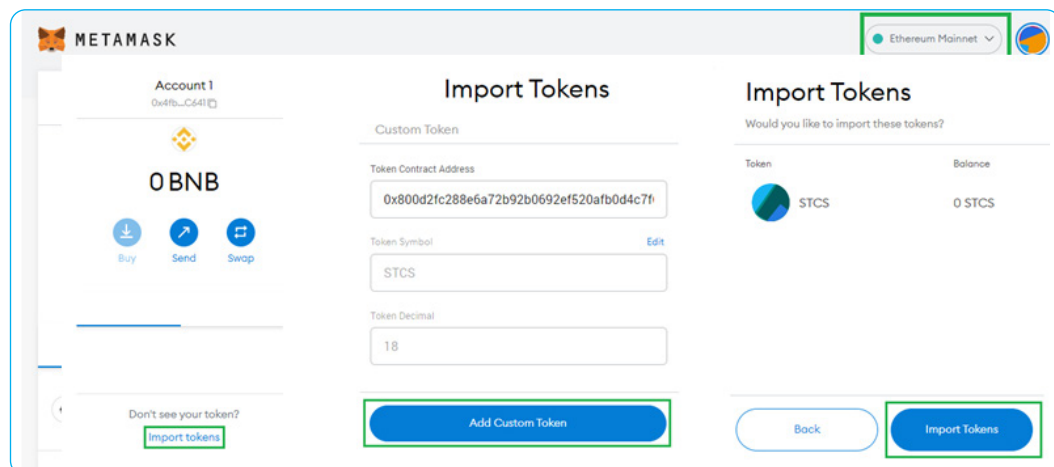 METAMASK
Ethereum Mainnet
Account 1
0x4fb...C641
0 BNB
Buy
Send
Swap
Don't see your token?
Import tokens
Import Tokens
Custom Token
Token Contract Address
0x800d2fc288e6a72b92b0692ef520afb0d4c7f
Token Symbol
Edit
STCS
Token Decimal
18
Add Custom Token
Import Tokens
Would you like to import these tokens?
Token
Balance
STCS
0 STCS
Back
Import Tokens